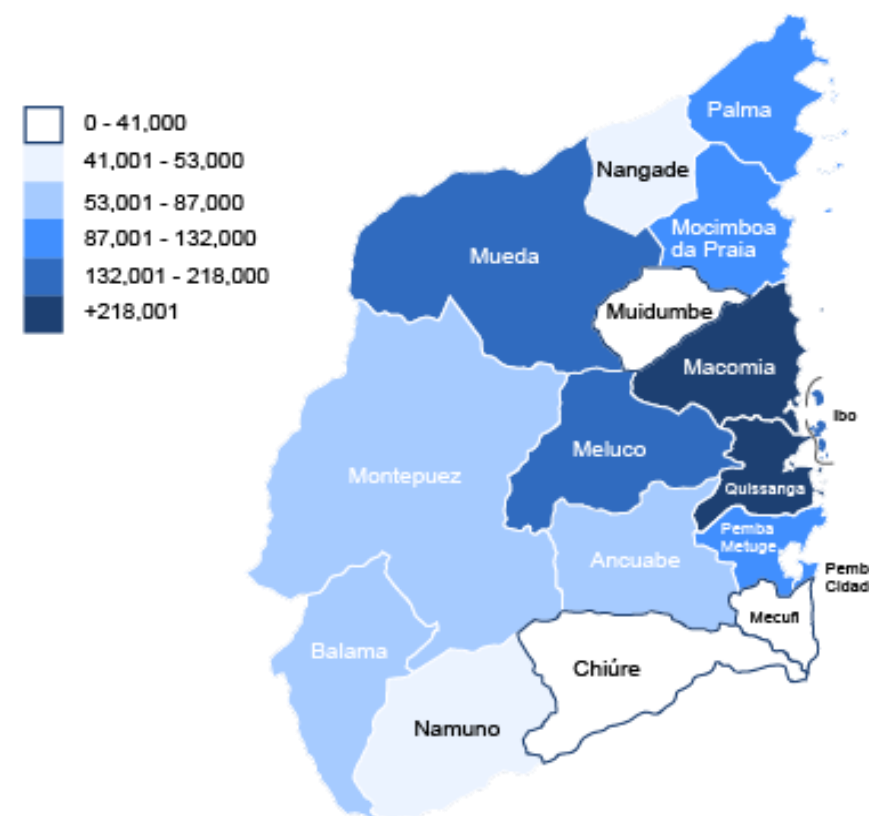 0 - 41,000
41,001 - 53,000
53,001 - 87,000
87,001 - 132,000
132,001 - 218,000
+218,001
Palma
Nangade
Mocimboa
da Praia
Mueda
Muidumbe
Macomia
Ibo
Meluco
Montepuez
Quissanga
Pemba
Metuge
Ancuabe
Pemb
Cidad
Mecufi
Balama
Chiúre
Namuno